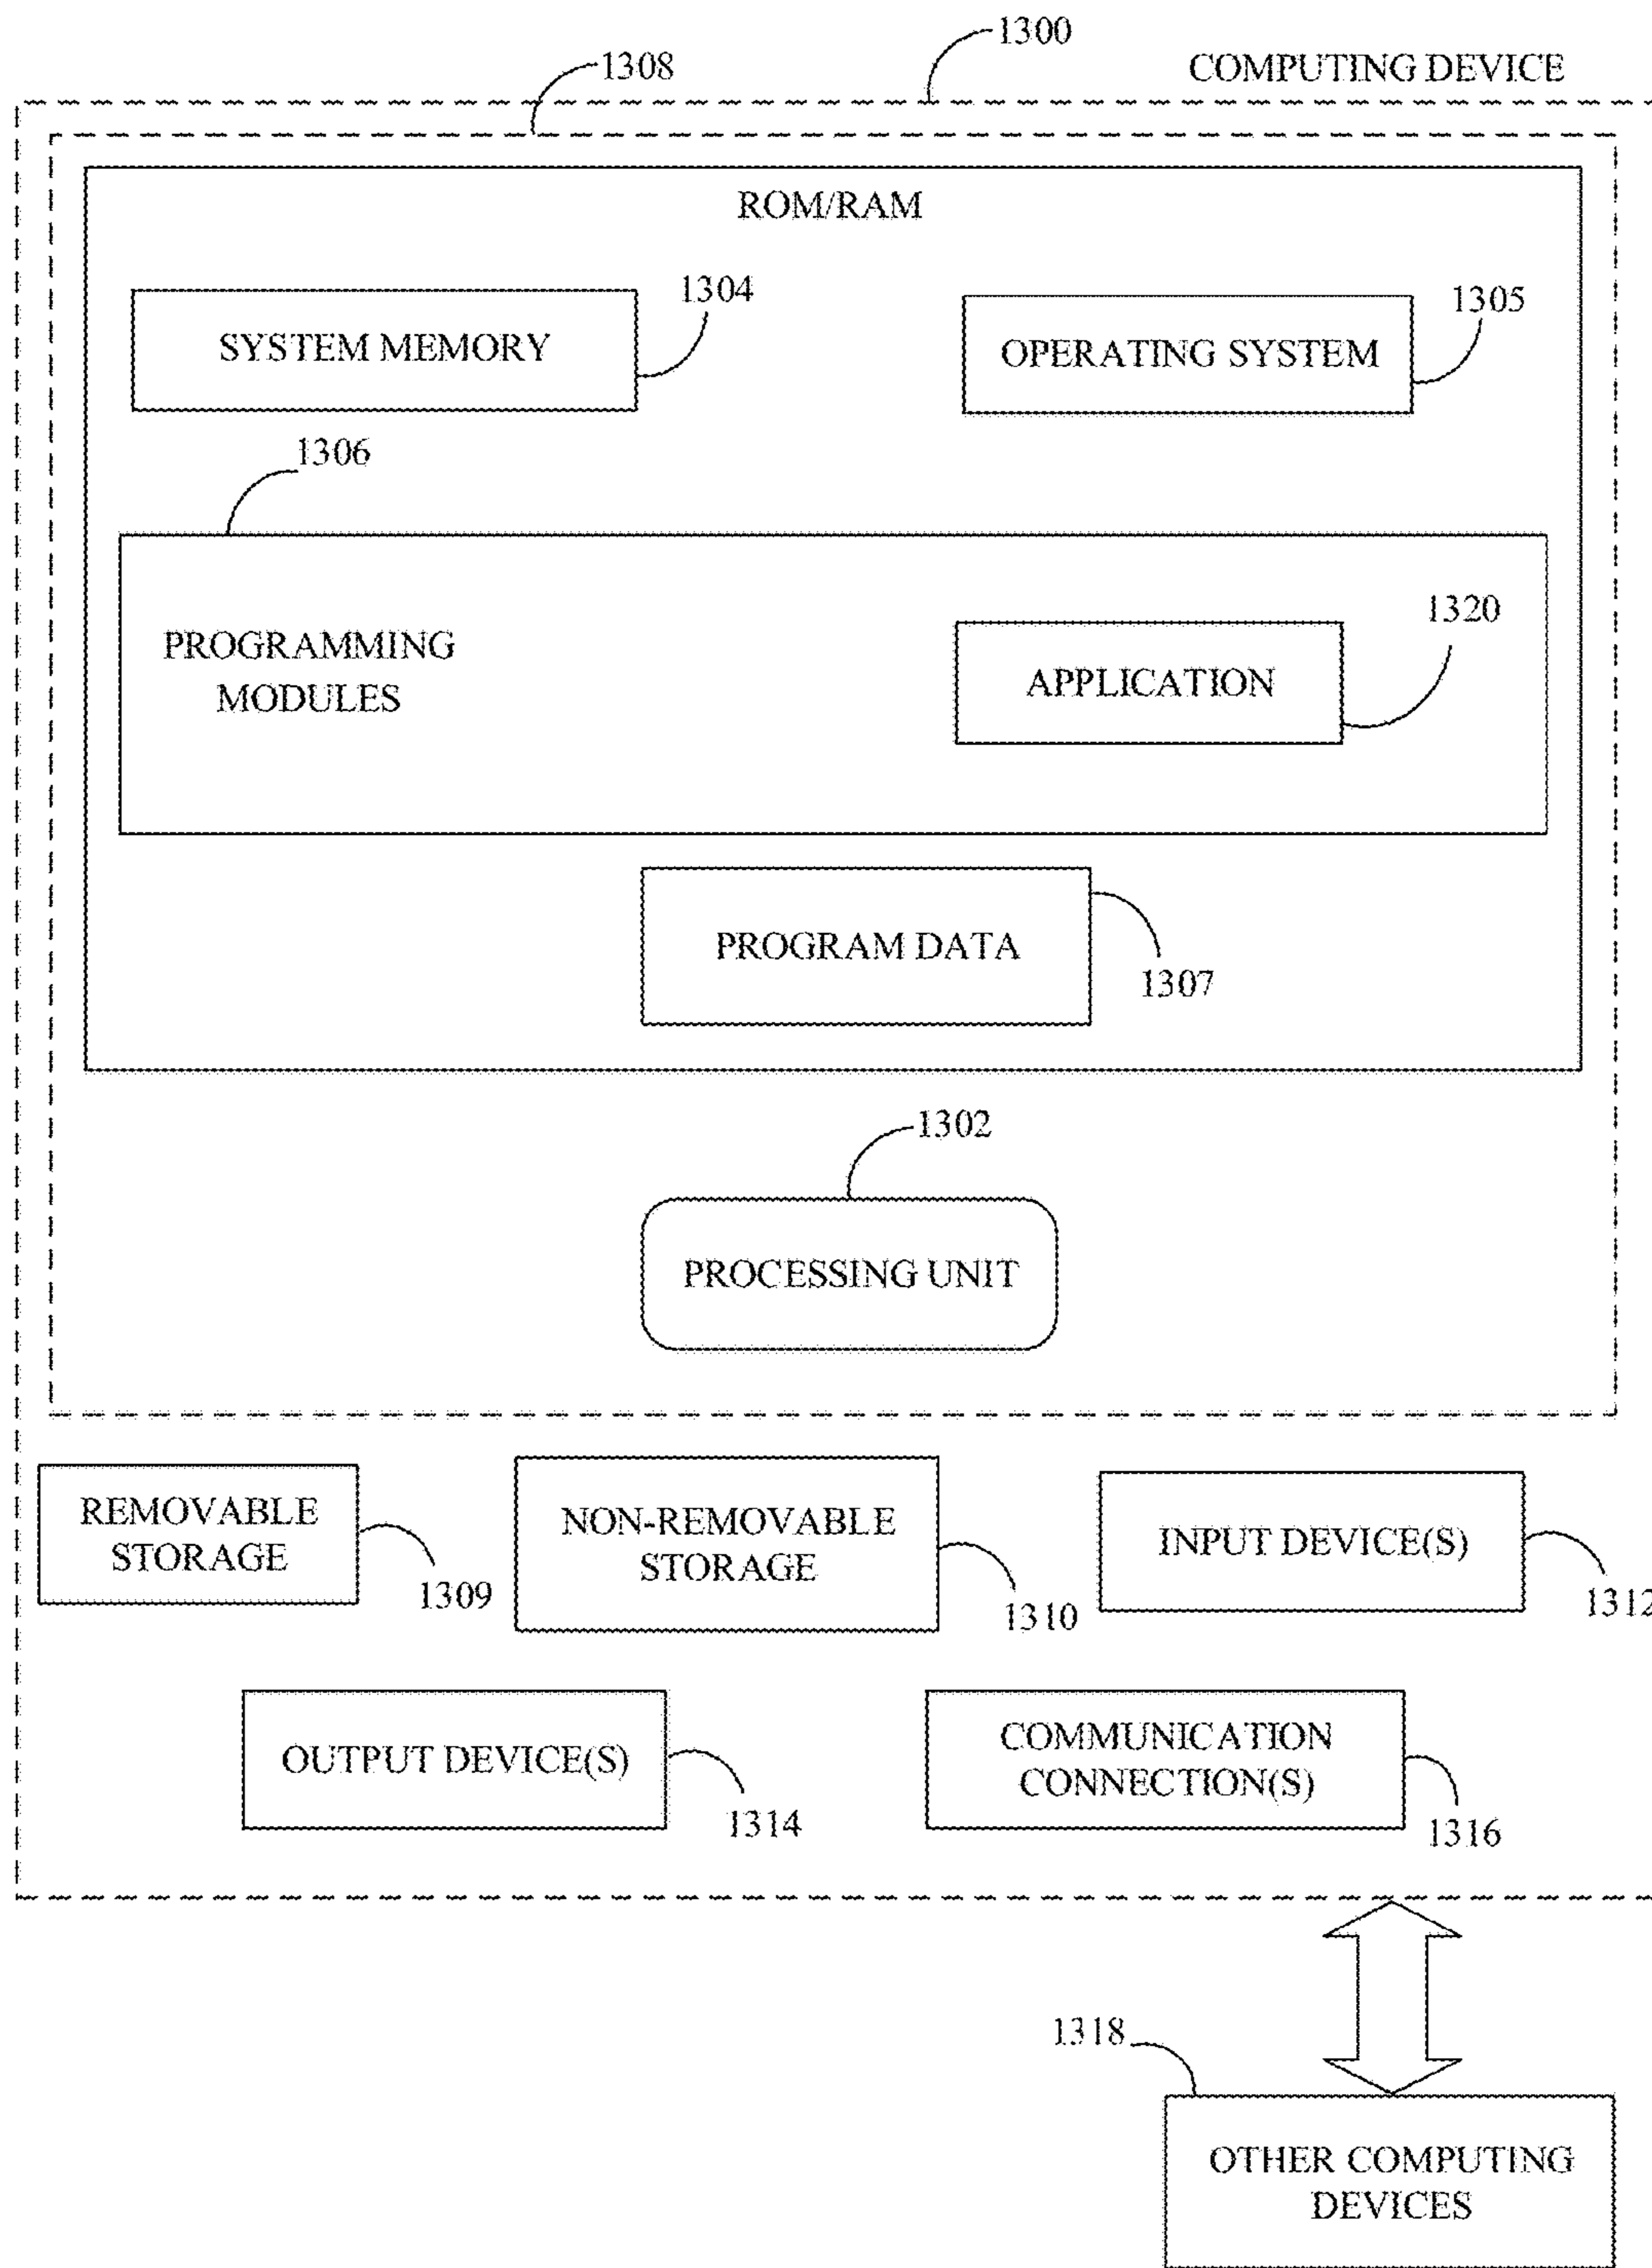 1300
COMPUTING DEVICE
1308
ROM/RAM
1304
SYSTEM MEMORY
1305
OPERATING SYSTEM
1306
PROGRAMMING
MODULES
1320
APPLICATION
PROGRAM DATA
1307
1302
PROCESSING UNIT
REMOVABLE
STORAGE
1309
NON-REMOVABLE
STORAGE
1310
INPUT DEVICE(S)
1312
OUTPUT DEVICE(S)
1314
COMMUNICATION
CONNECTION(S)
1316
1318
OTHER COMPUTING
DEVICES